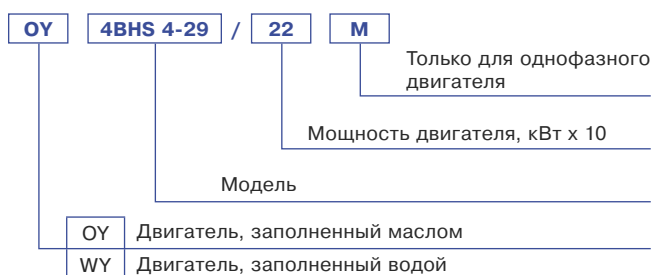 OY 4BHS 4-29 / 22 M
Только для однофазного
двигателя
Мощность двигателя, кВт x 10
Модель
OY Двигатель, заполненный маслом
WY Двигатель, заполненный водой